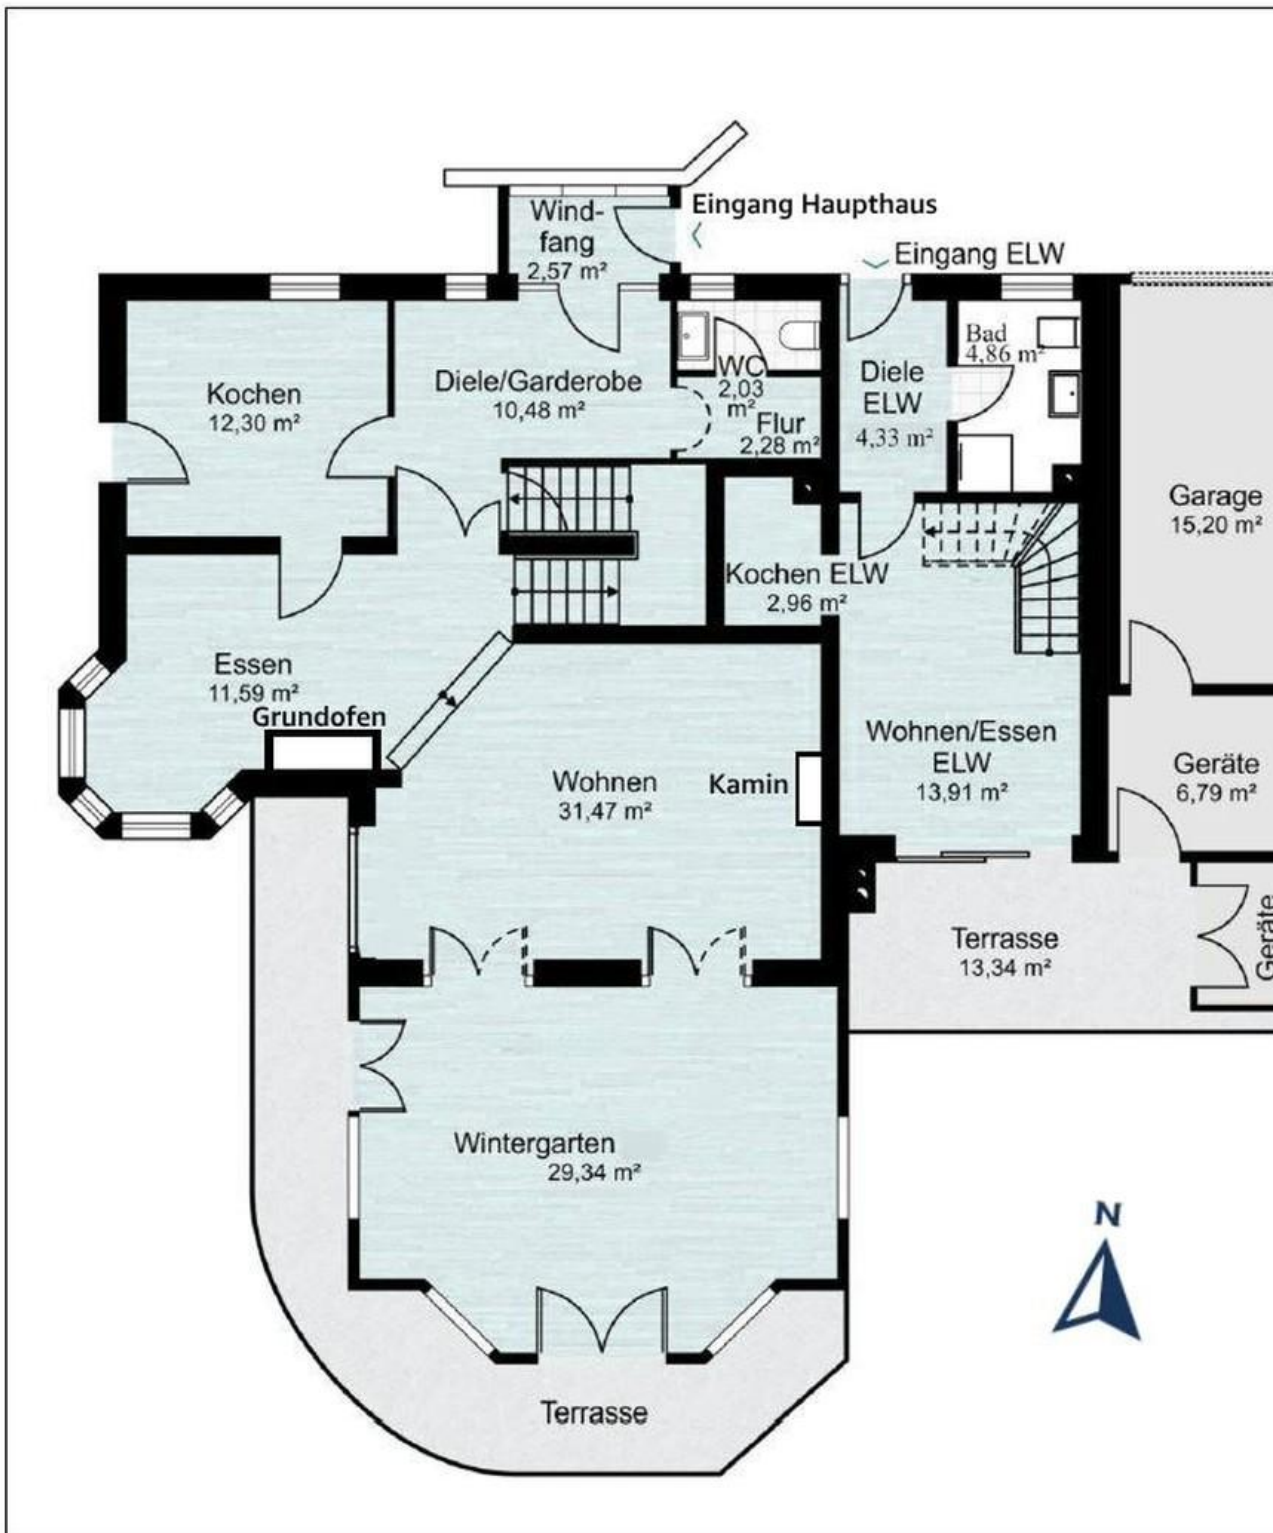 Wind-
fang
2,57 m²
Eingang Haupthaus
Eingang ELW
Kochen
12,30 m²
Diele/Garderobe
10,48 m²
WC
2,03
m²
Flur
2,28 m²
Diele
ELW
4,33 m²
Bad
4,86 m²
Garage
15,20 m²
Kochen ELW
2,96 m²
Essen
11,59 m²
Grundofen
Wohnen
31,47 m²
Kamin
Wohnen/Essen
ELW
13,91 m²
Geräte
6,79 m²
Terrasse
13,34 m²
Geräte
Wintergarten
29,34 m²
N
Terrasse